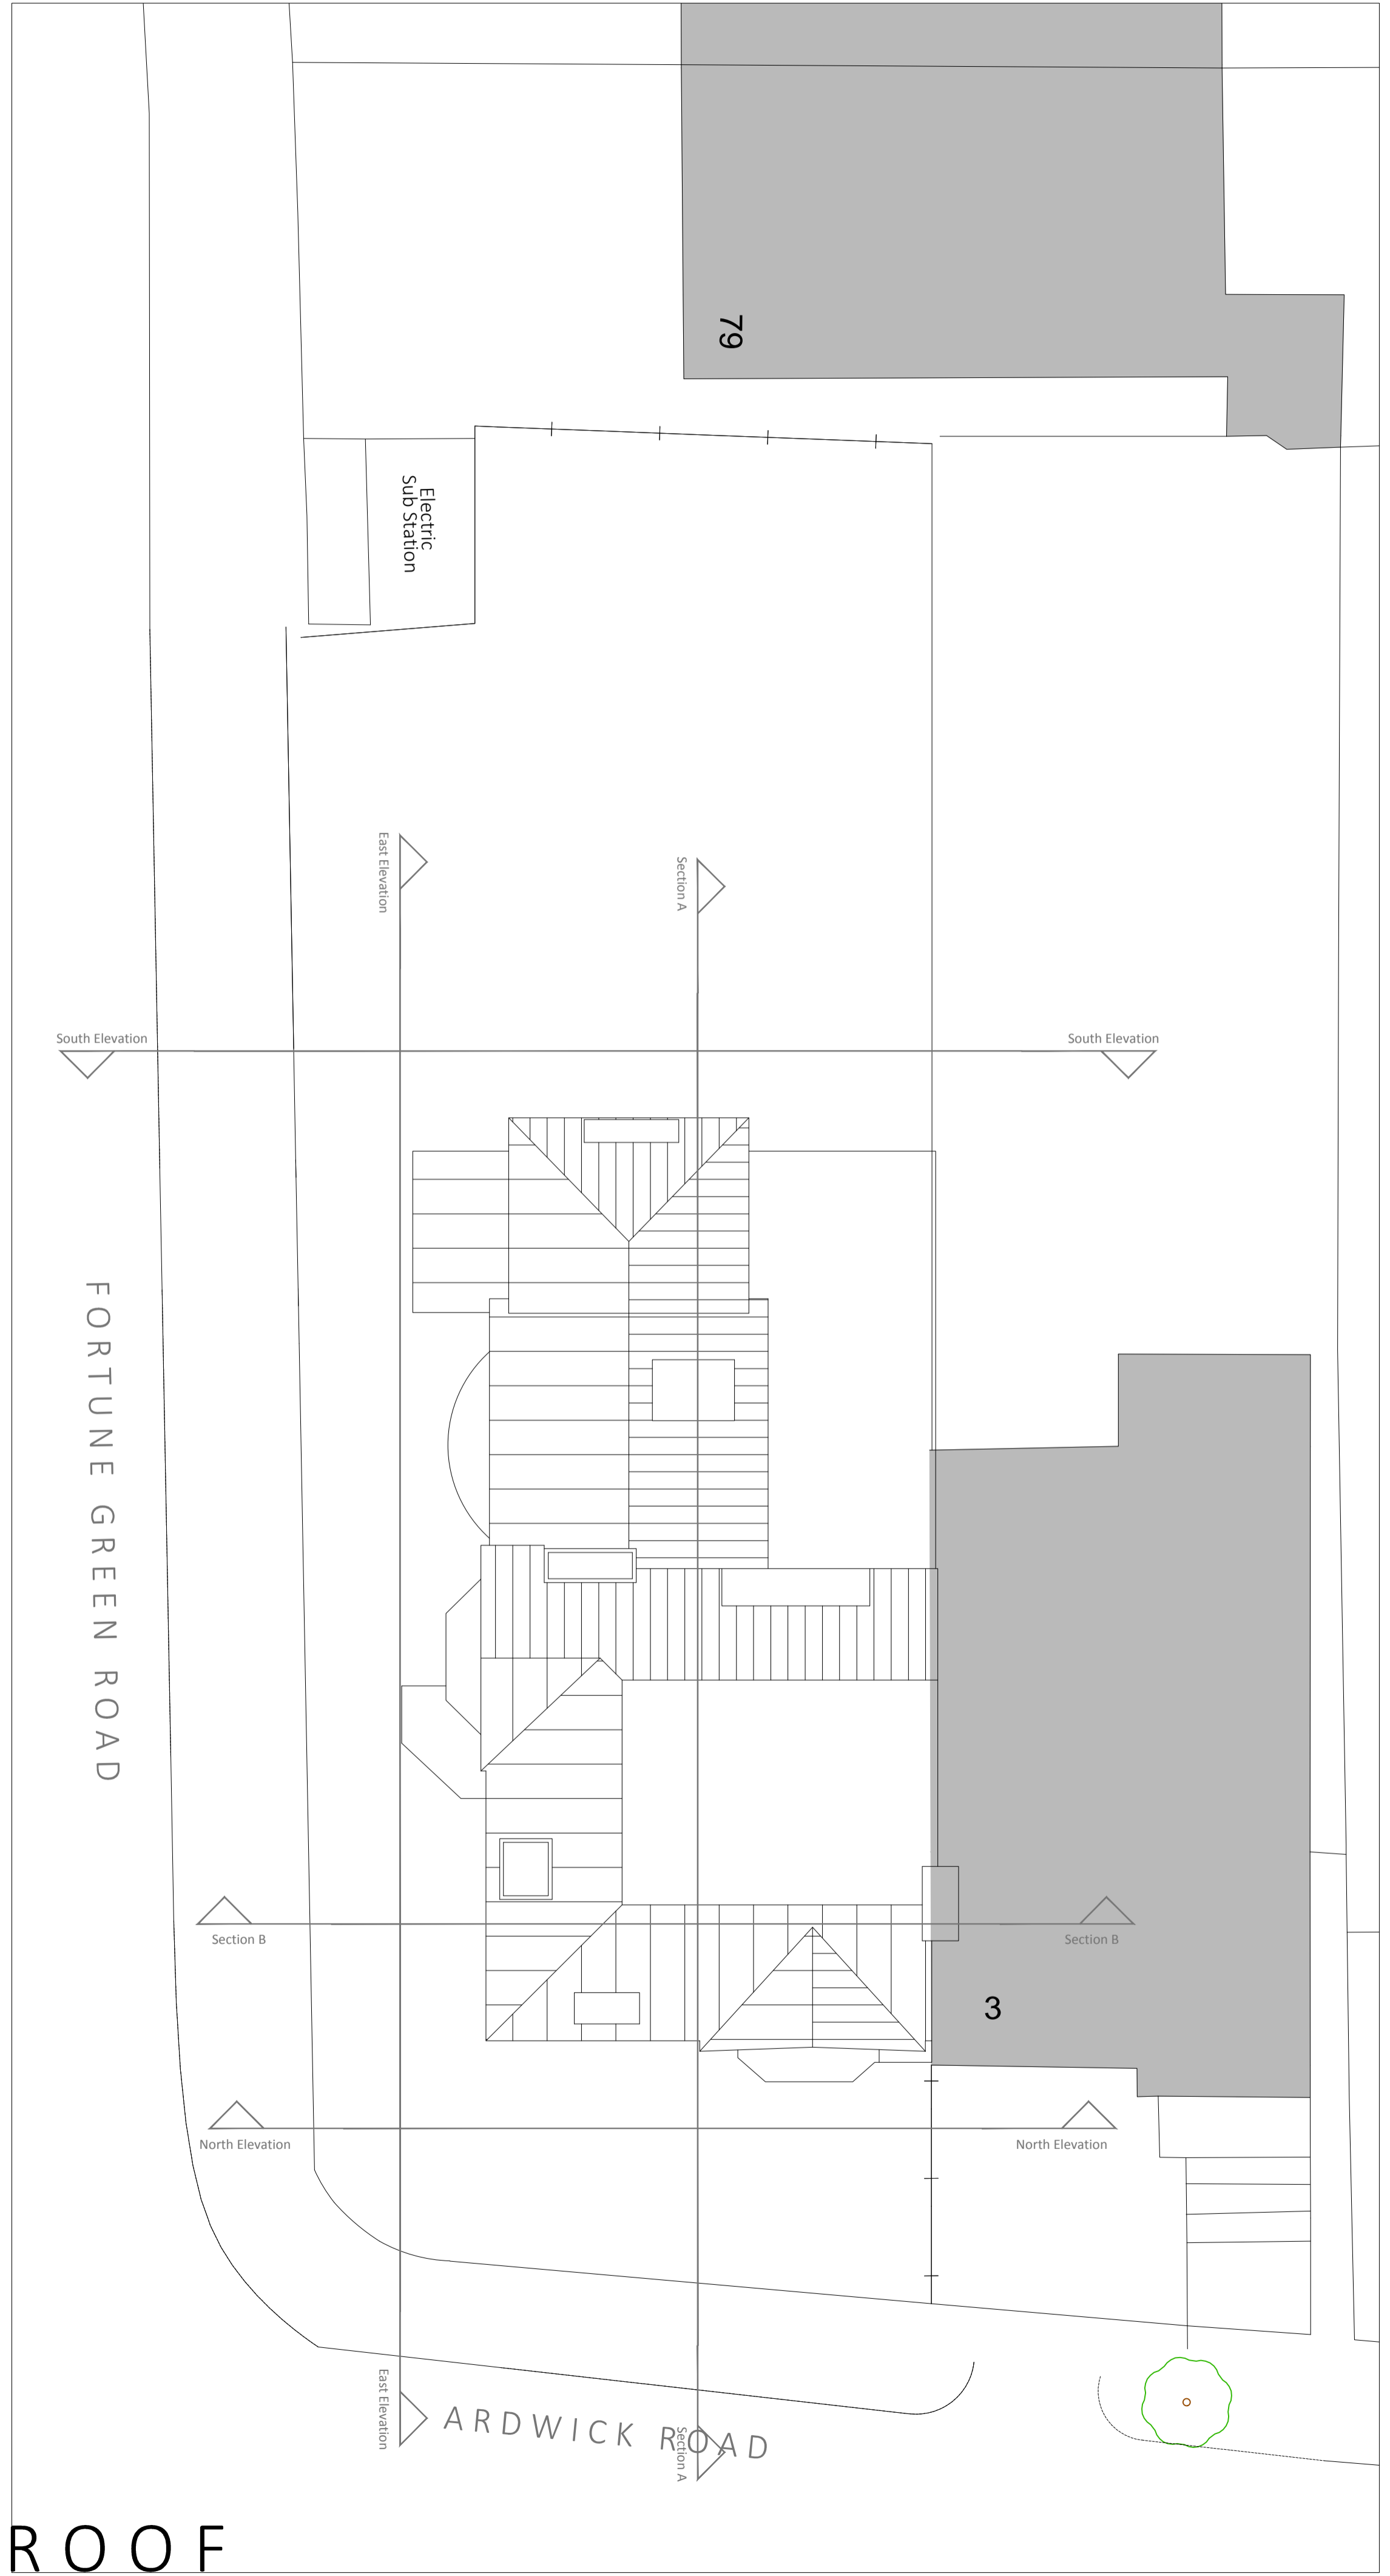 79
Electric
Sub Station
East Elevation
Section A
South Elevation
South Elevation
FORTUNE GREEN ROAD
Section B
Section B
3
North Elevation
North Elevation
East Elevation
ARDWICK ROAD
Section A
ROOF